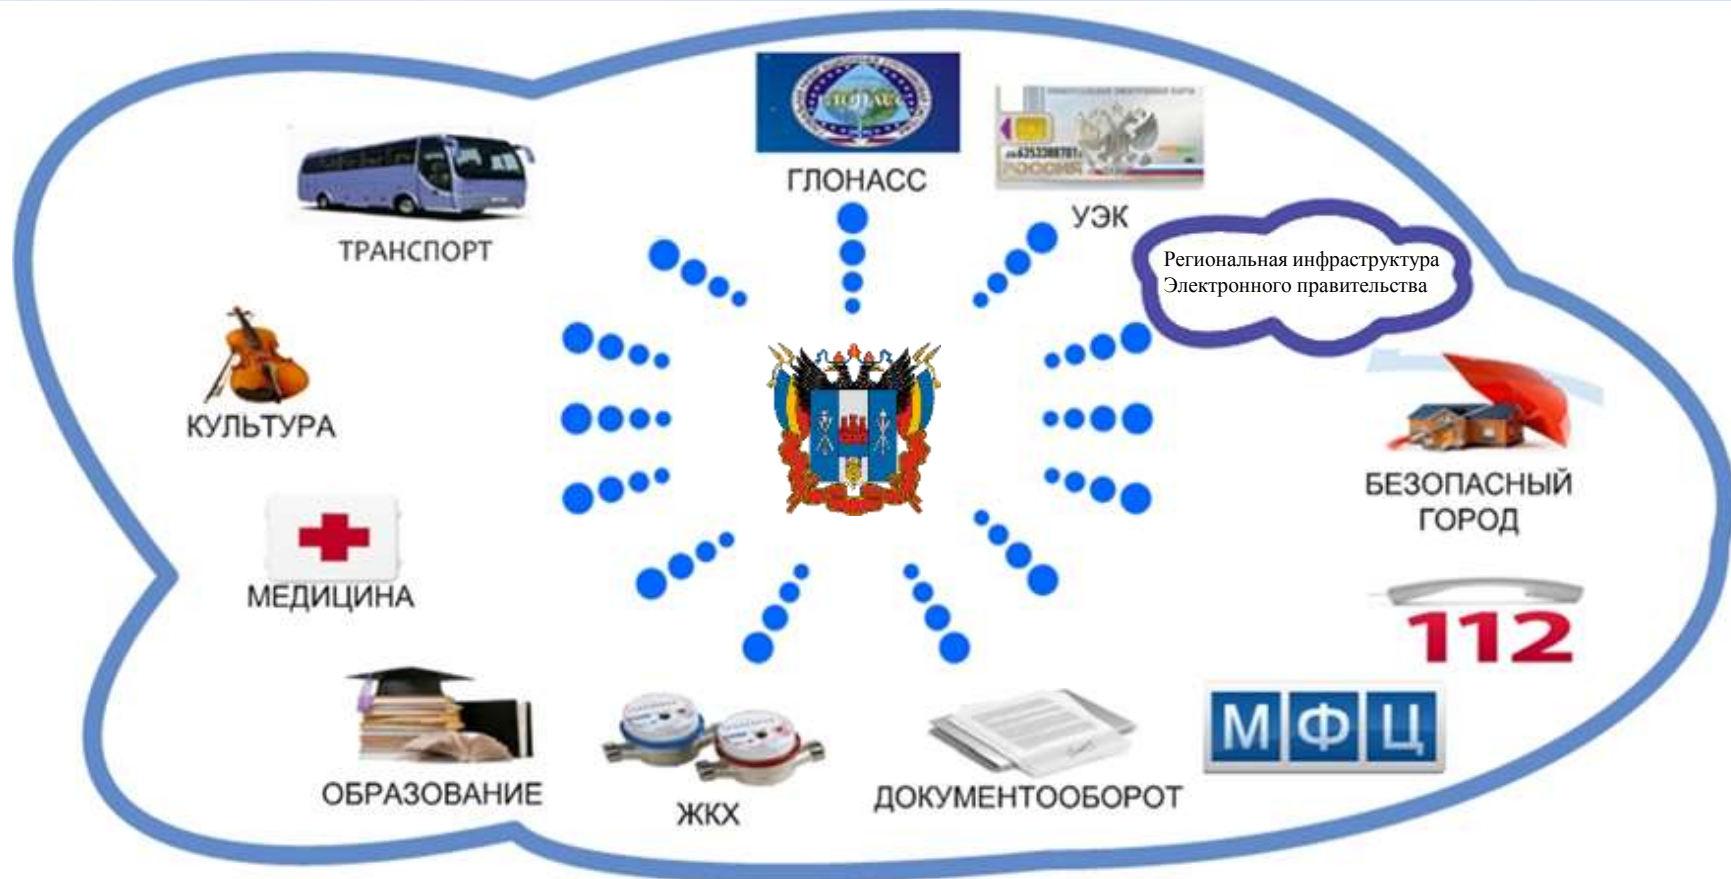 ГЛОНАСС
РОССИЯ
УЭК
ТРАНСПОРТ
Региональная инфраструктура
Электронного правительства
КУЛЬТУРА
БЕЗОПАСНЫЙ
ГОРОД
МЕДИЦИНА
112
МФЦ
ОБРАЗОВАНИЕ
ЖКХ
ДОКУМЕНТООБОРОТ